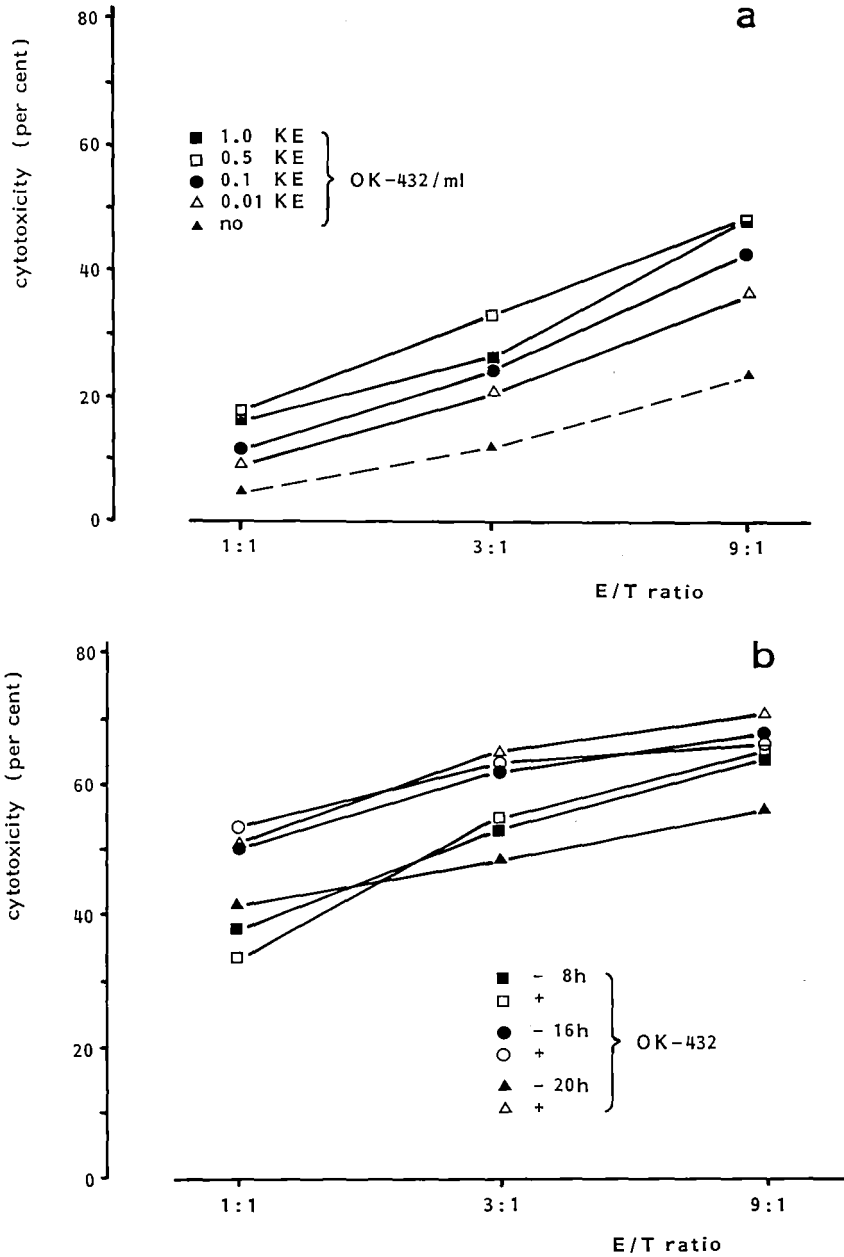 a
cytotoxicity (per cent)
80
60
40
20
0
1.0 KE
0.5 KE
0.1 KE
0.01 KE
no
OK-432/ml
1:1
3:1
9:1
E/T ratio
b
cytotoxicity (per cent)
80
60
40
20
0
- 8h
+
- 16h
+
- 20h
+
OK-432
1:1
3:1
9:1
E/T ratio